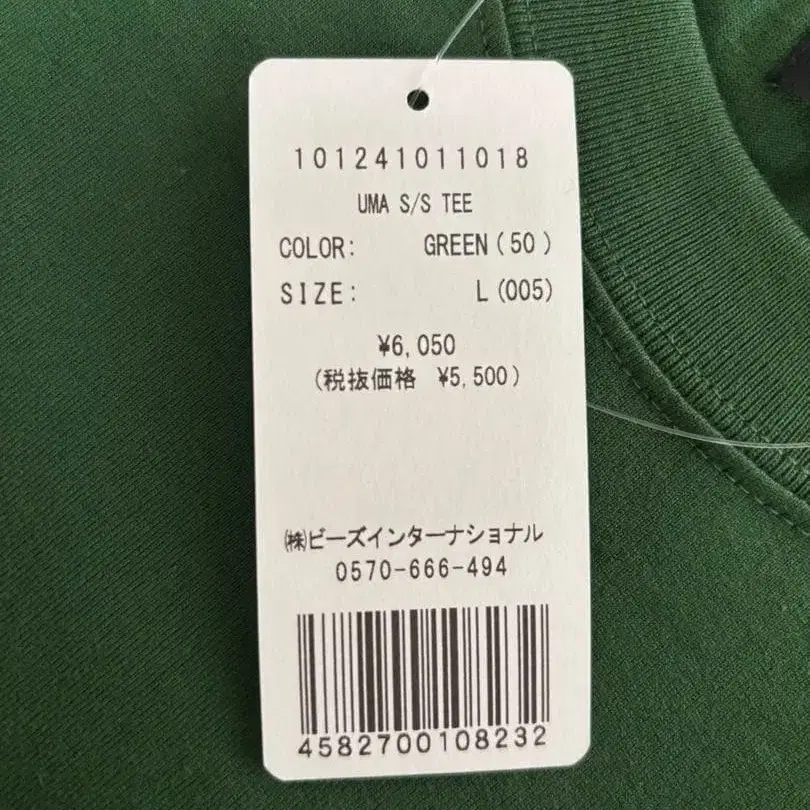 101241011018
UMA S/S TEE
COLOR: GREEN(50)
SIZE: L(005)
¥6,050
(税抜価格 ¥5,500)
㈱ビーズインターナショナル
0570-666-494
4582700108232